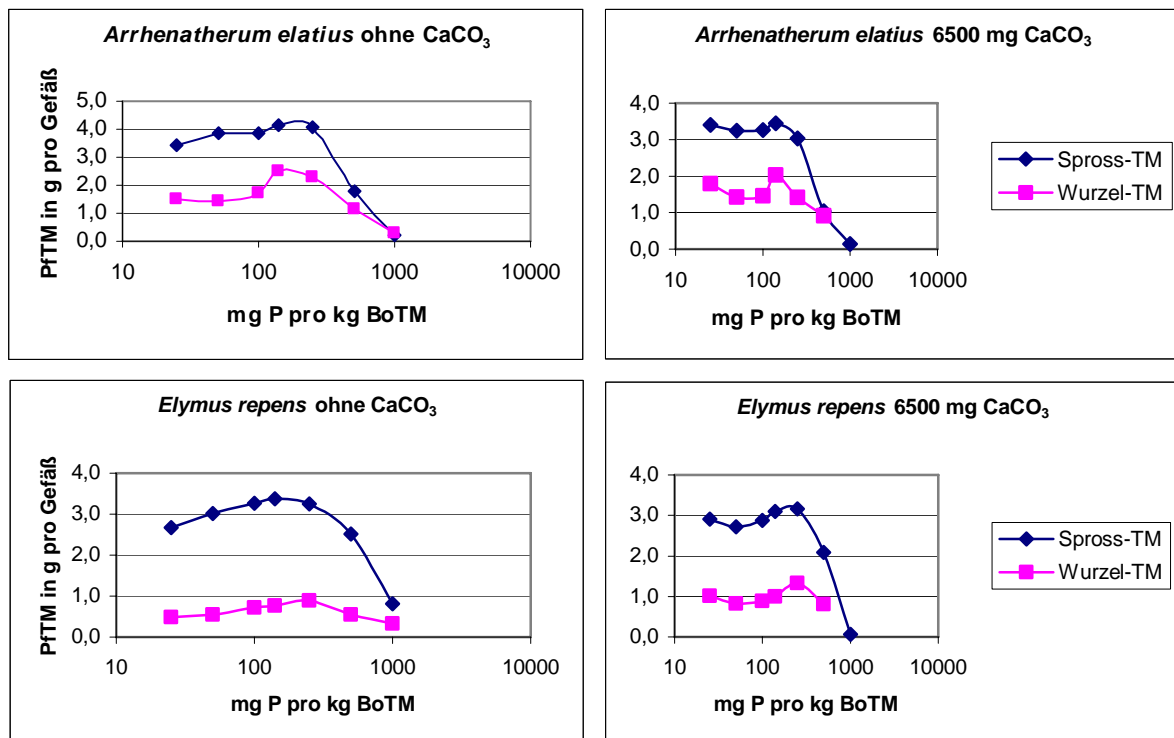 Arrhenatherum elatius ohne CaCO₃
PfTM in g pro Gefäß
5,0
4,0
3,0
2,0
1,0
0,0
10
100
1000
10000
mg P pro kg BoTM
Arrhenatherum elatius 6500 mg CaCO₃
4,0
3,0
2,0
1,0
0,0
10
100
1000
10000
mg P pro kg BoTM
Spross-TM
Wurzel-TM
Elymus repens ohne CaCO₃
PfTM in g pro Gefäß
4,0
3,0
2,0
1,0
0,0
10
100
1000
10000
mg P pro kg BoTM
Elymus repens 6500 mg CaCO₃
4,0
3,0
2,0
1,0
0,0
10
100
1000
10000
mg P pro kg BoTM
Spross-TM
Wurzel-TM